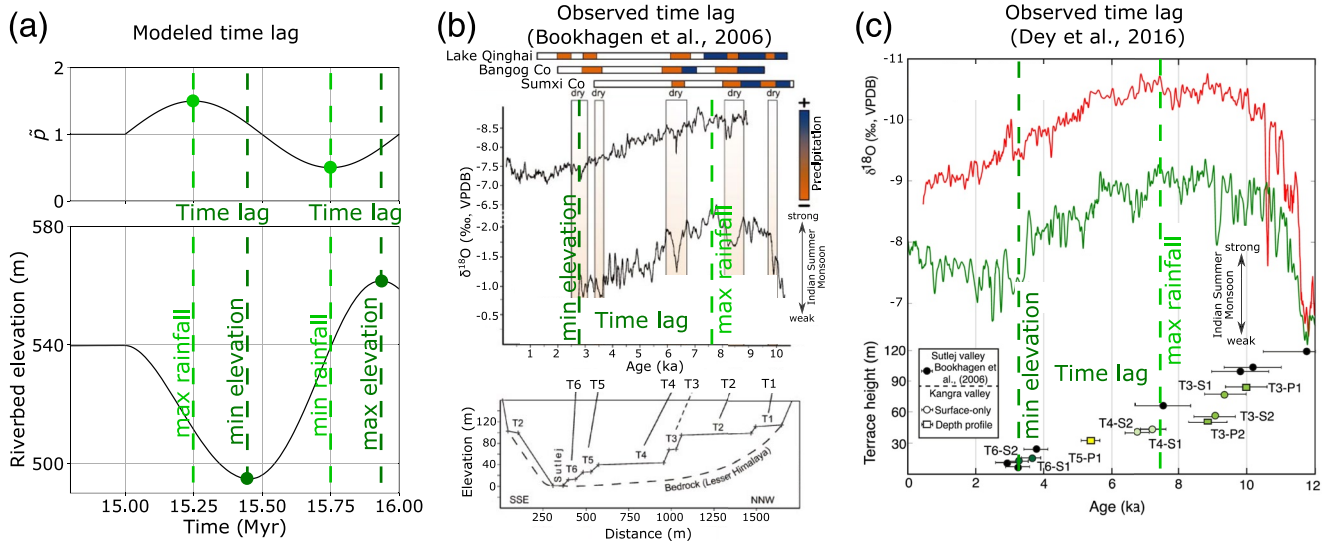 (a)
Modeled time lag
2
1
0
p̃
Time lag
Time lag
580
540
500
Riverbed elevation (m)
max rainfall
min elevation
min rainfall
max elevation
15.00
15.25
15.50
15.75
16.00
Time (Myr)
(b)
Observed time lag
(Bookhagen et al., 2006)
Lake Qinghai
Bangog Co
Sumxi Co
dry
dry
dry
dry
dry
+
Precipitation
−
-8.5
-8.0
-7.5
-7.0
-6.5
-2.0
-1.5
-1.0
-0.5
δ¹⁸O (‰, VPDB)
min elevation
Time lag
max rainfall
strong
Indian Summer
Monsoon
weak
1 2 3 4 5 6 7 8 9 10
Age (ka)
T6 T5 T4 T3 T2 T1
160
120
80
40
0
Elevation (m)
T2
Sutlej
T6
T5
T4
T3
T2
T1
Bedrock (Lesser Himalaya)
SSE
NNW
250 500 750 1000 1250 1500
Distance (m)
(c)
Observed time lag
(Dey et al., 2016)
-11
-10
-9
-8
-7
δ¹⁸O (‰, VPDB)
strong
Indian Summer
Monsoon
weak
min elevation
Time lag
max rainfall
120
90
60
30
Terrace height (m)
Sutlej valley
Bookhagen et
al., (2006)
Kangra valley
Surface-only
Depth profile
T3-S1
T3-P1
T3-S2
T3-P2
T4-S2
T4-S1
T5-P1
T6-S2
T6-S1
0 2 4 6 8 10 12
Age (ka)